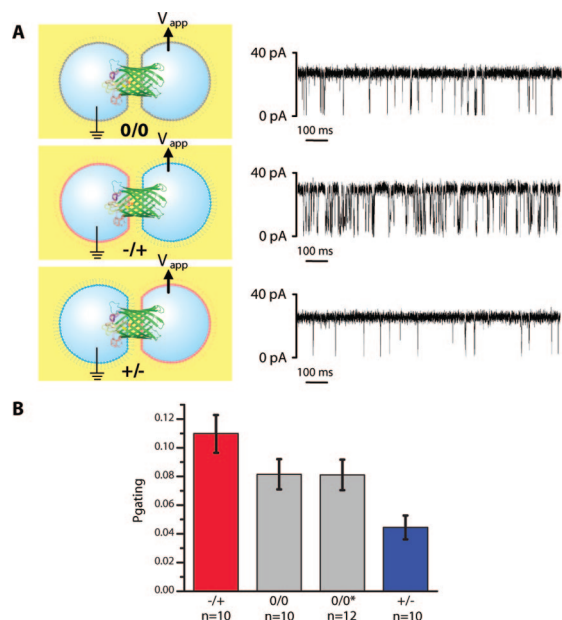 A
V app
0/0
40 pA
0 pA
100 ms
V app
-/+
40 pA
0 pA
100 ms
V app
+/-
40 pA
0 pA
100 ms
B
Pgating
0.12
0.10
0.08
0.06
0.04
0.02
0.00
-/+ 0/0 0/0* +/-
n=10 n=10 n=12 n=10